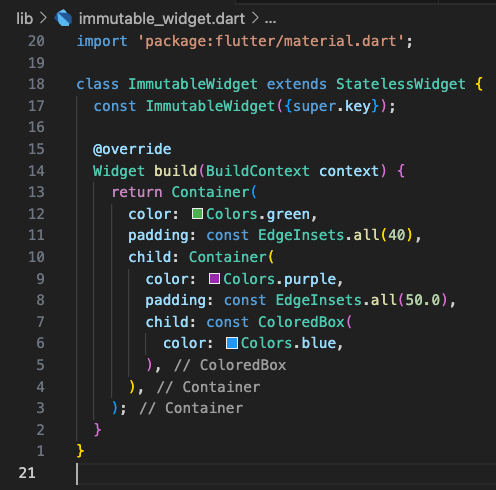 lib > immutable_widget.dart > ...
20 import 'package:flutter/material.dart';
19
18 class ImmutableWidget extends StatelessWidget {
17   const ImmutableWidget({super.key});
16
15   @override
14   Widget build(BuildContext context) {
13     return Container(
12       color: Colors.green,
11       padding: const EdgeInsets.all(40),
10       child: Container(
9         color: Colors.purple,
8         padding: const EdgeInsets.all(50.0),
7         child: const ColoredBox(
6           color: Colors.blue,
5         ), // ColoredBox
4       ), // Container
3     ); // Container
2   }
1 }
21